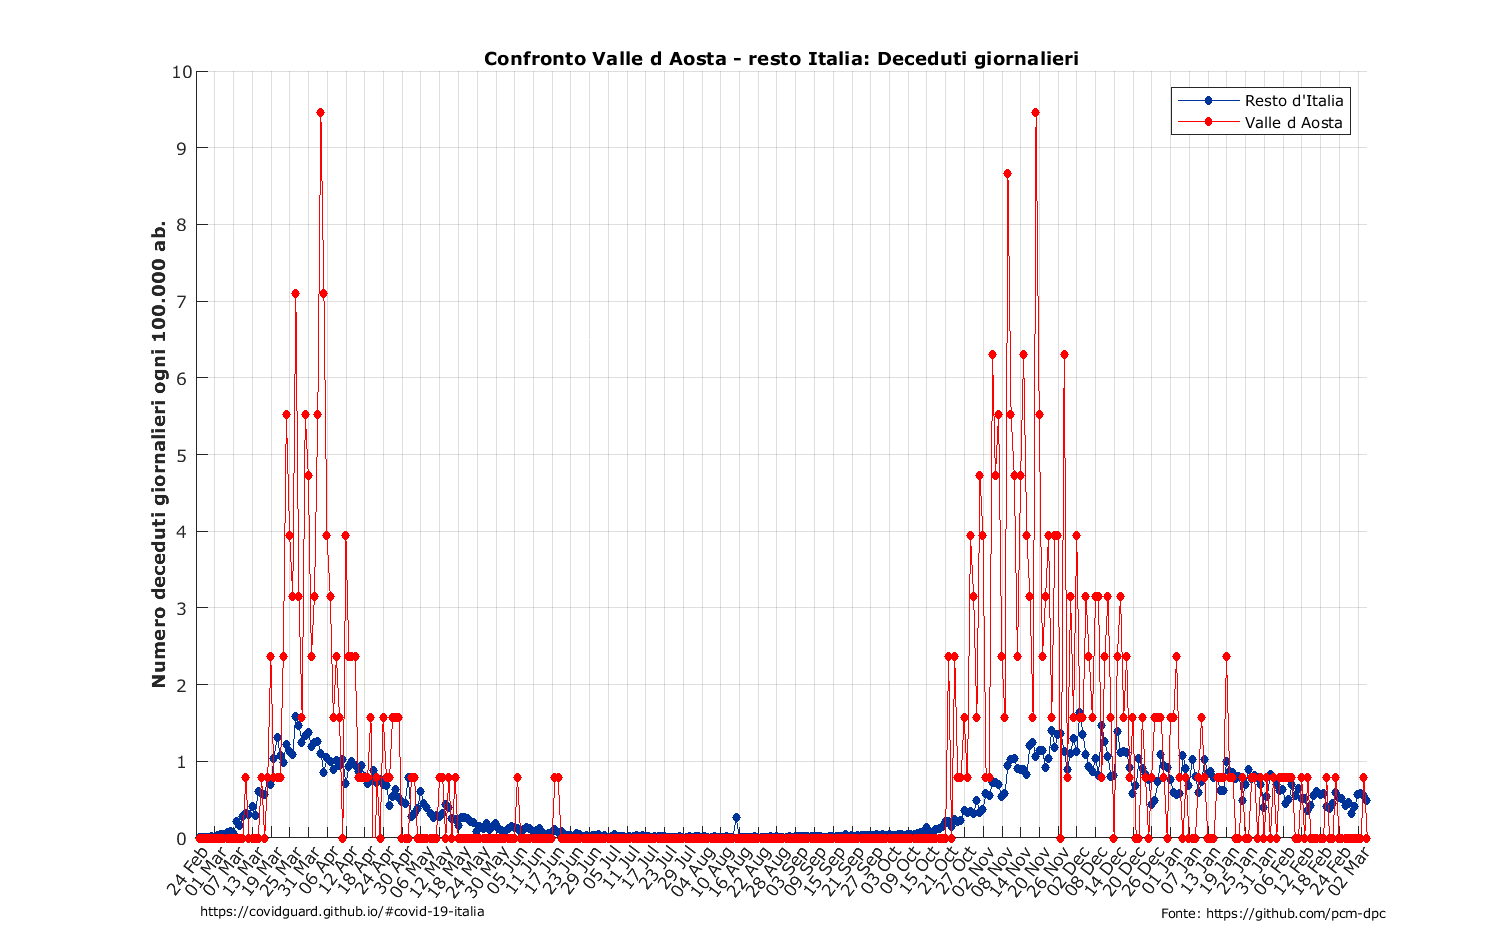 Confronto Valle d Aosta - resto Italia: Deceduti giornalieri
Resto d'Italia
Valle d Aosta
Numero deceduti giornalieri ogni 100.000 ab.
10
9
8
7
6
5
4
3
2
1
0
24 Feb
01 Mar
07 Mar
13 Mar
19 Mar
25 Mar
31 Mar
06 Apr
12 Apr
18 Apr
24 Apr
30 Apr
06 May
12 May
18 May
24 May
30 May
05 Jun
11 Jun
17 Jun
23 Jun
29 Jun
05 Jul
11 Jul
17 Jul
23 Jul
29 Jul
04 Aug
10 Aug
16 Aug
22 Aug
28 Aug
03 Sep
09 Sep
15 Sep
21 Sep
27 Sep
03 Oct
09 Oct
15 Oct
21 Oct
27 Oct
02 Nov
08 Nov
14 Nov
20 Nov
26 Nov
02 Dec
08 Dec
14 Dec
20 Dec
26 Dec
01 Jan
07 Jan
13 Jan
19 Jan
25 Jan
31 Jan
06 Feb
12 Feb
18 Feb
24 Feb
02 Mar
https://covidguard.github.io/#covid-19-italia
Fonte: https://github.com/pcm-dpc